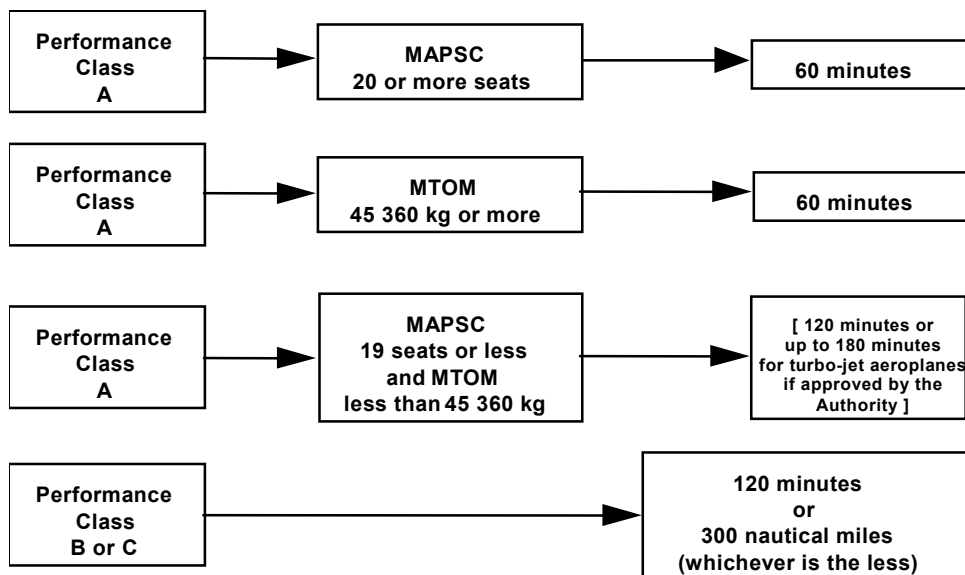 Performance
Class
A
MAPSC
20 or more seats
60 minutes
Performance
Class
A
MTOM
45 360 kg or more
60 minutes
Performance
Class
A
MAPSC
19 seats or less
and MTOM
less than 45 360 kg
[ 120 minutes or
up to 180 minutes
for turbo-jet aeroplanes
if approved by the
Authority ]
Performance
Class
B or C
120 minutes
or
300 nautical miles
(whichever is the less)